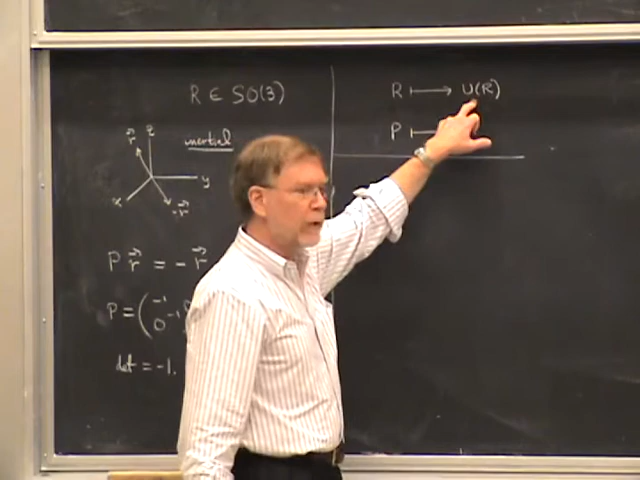 R ∈ SO(3)
z
r⃗
inertial
y
x
-r⃗
P r⃗ = - r⃗
P = ( -1
0 -1
det = -1.
R ⟼ U(R)
P ⟼